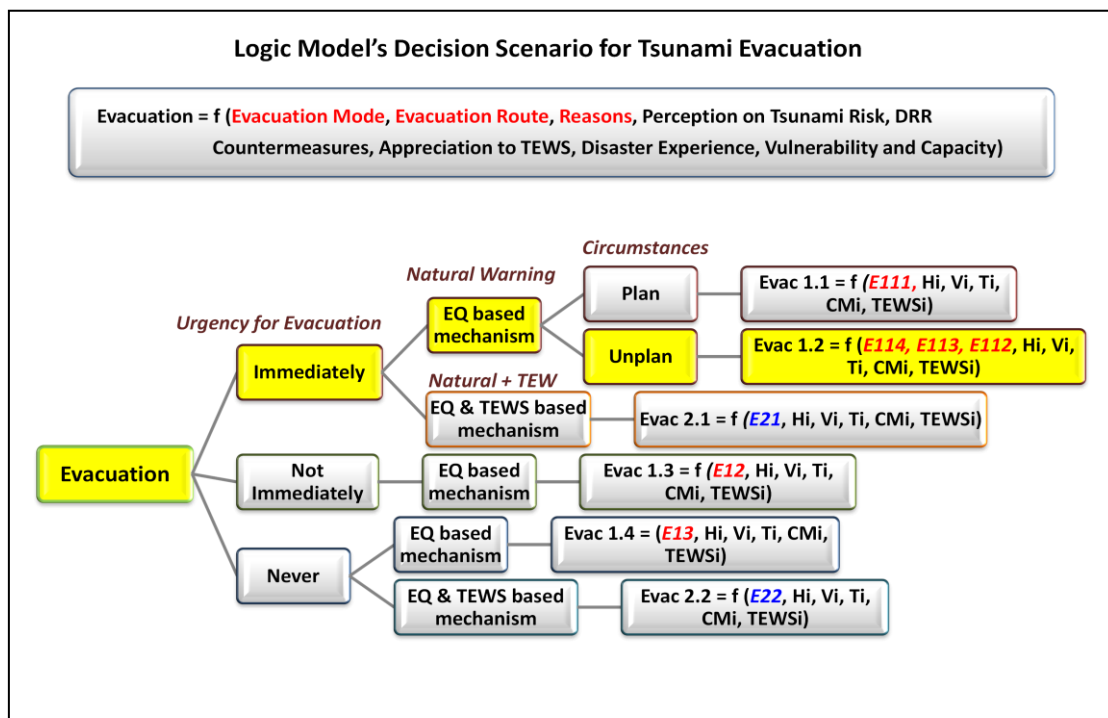 Logic Model's Decision Scenario for Tsunami Evacuation
Evacuation = f (Evacuation Mode, Evacuation Route, Reasons, Perception on Tsunami Risk, DRR
Countermeasures, Appreciation to TEWS, Disaster Experience, Vulnerability and Capacity)
Circumstances
Natural Warning
Urgency for Evacuation
Plan
Evac 1.1 = f (E111, Hi, Vi, Ti,
CMi, TEWSi)
EQ based
mechanism
Unplan
Evac 1.2 = f (E114, E113, E112, Hi, Vi,
Ti, CMi, TEWSi)
Immediately
Natural + TEW
EQ & TEWS based
mechanism
Evac 2.1 = f (E21, Hi, Vi, Ti, CMi, TEWSi)
Evacuation
Not
Immediately
EQ based
mechanism
Evac 1.3 = f (E12, Hi, Vi, Ti,
CMi, TEWSi)
Never
EQ based
mechanism
Evac 1.4 = (E13, Hi, Vi, Ti, CMi,
TEWSi)
EQ & TEWS based
mechanism
Evac 2.2 = f (E22, Hi, Vi, Ti,
CMi, TEWSi)